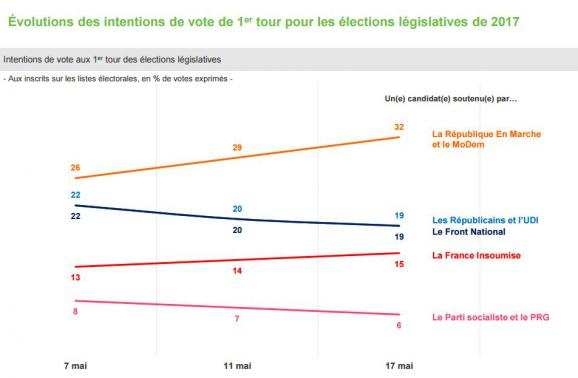 Évolutions des intentions de vote de 1er tour pour les élections législatives de 2017
Intentions de vote aux 1er tour des élections législatives
- Aux inscrits sur les listes électorales, en % de votes exprimés -
Un(e) candidat(e) soutenu(e) par…
26
29
32
La République En Marche
et le MoDem
22
20
19
Les Républicains et l'UDI
22
20
19
Le Front National
13
14
15
La France Insoumise
8
7
6
Le Parti socialiste et le PRG
7 mai
11 mai
17 mai